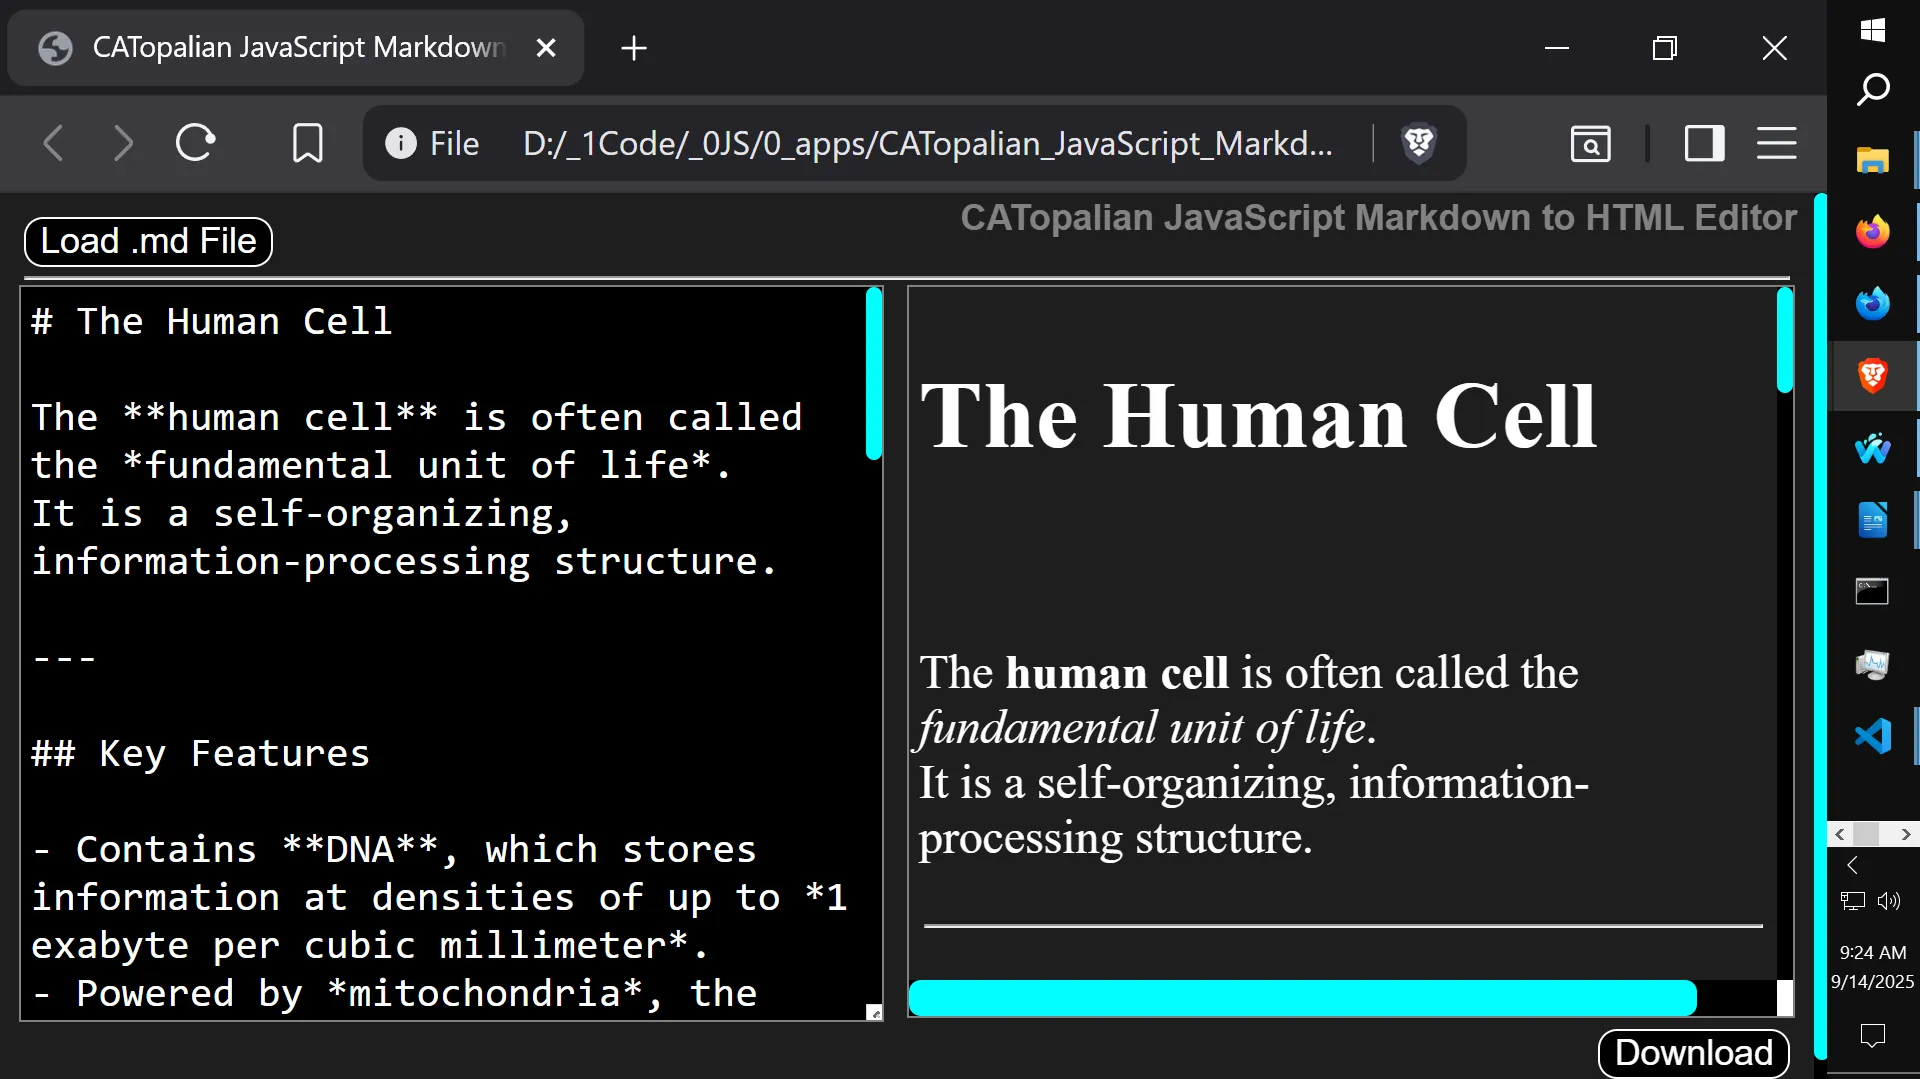 CATopalian JavaScript Markdown
File D:/_1Code/_0JS/0_apps/CATopalian_JavaScript_Markd...
CATopalian JavaScript Markdown to HTML Editor
Load .md File
# The Human Cell
The **human cell** is often called
the *fundamental unit of life*.
It is a self-organizing,
information-processing structure.
---
## Key Features
- Contains **DNA**, which stores
information at densities of up to *1
exabyte per cubic millimeter*.
- Powered by *mitochondria*, the
The Human Cell
The human cell is often called the
fundamental unit of life.
It is a self-organizing, information-
processing structure.
Download
9:24 AM
9/14/2025